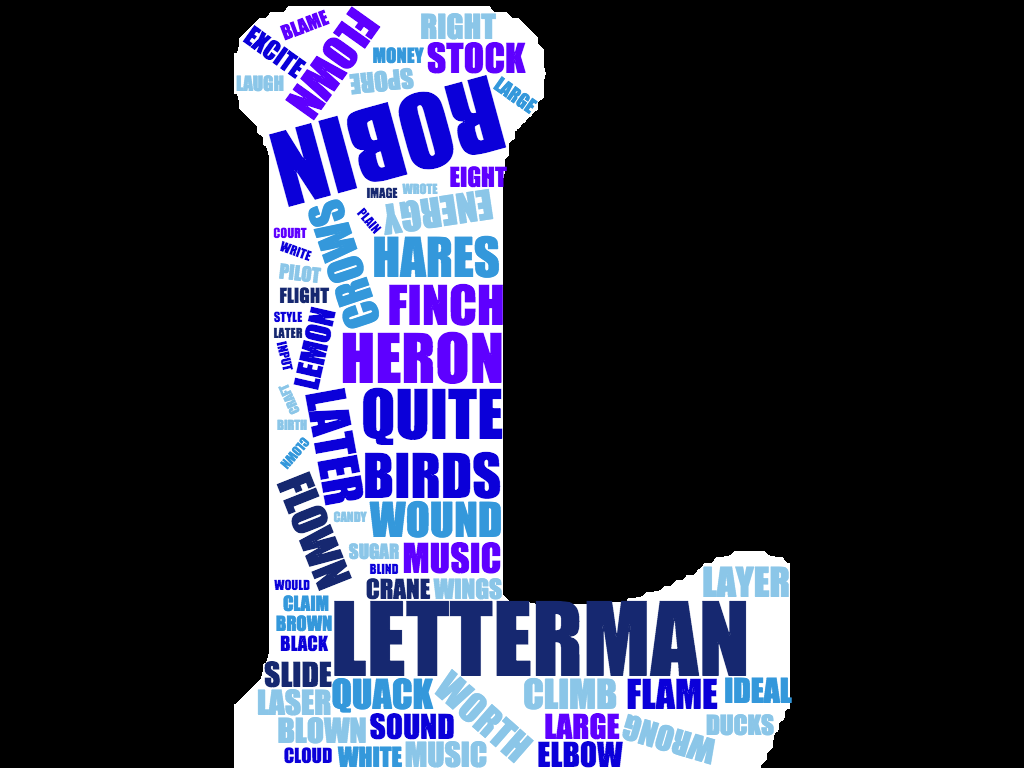 BLAME
FLOWN
RIGHT
EXCITE
MONEY
STOCK
LAUGH
SPORE
LARGE
ROBIN
EIGHT
IMAGE
WROTE
PLAIN
ENERGY
CROWS
COURT
WRITE
HARES
PILOT
FLIGHT
FINCH
STYLE
LATER
LEMON
INPUT
HERON
CRAFT
LATER
QUITE
BIRTH
CLOWN
BIRDS
FLOWN
CANDY
WOUND
SUGAR
MUSIC
BLIND
WOULD
CRANE
WINGS
LAYER
CLAIM
BROWN
BLACK
LETTERMAN
SLIDE
LASER
QUACK
WORTH
CLIMB
FLAME
IDEAL
BLOWN
SOUND
LARGE
WRONG
DUCKS
CLOUD
WHITE
MUSIC
ELBOW